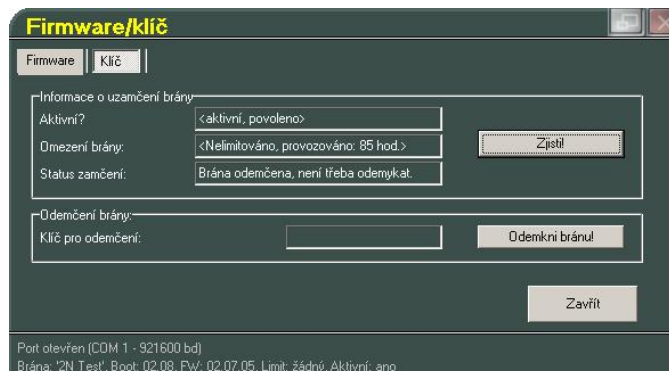 Firmware/klíč
Firmware Klíč
Informace o uzamčení brány
Aktivní? <aktivní, povoleno>
Omezení brány: <Nelimitováno, provozováno: 85 hod.> Zjisti!
Status zamčení: Brána odemčena, není třeba odemykat.
Odemčení brány:
Klíč pro odemčení: Odemkni bránu!
Zavřít
Port otevřen (COM 1 - 921600 bd)
Brána: '2N Test', Boot: 02.08, FW: 02.07.05, Limit: žádný, Aktivní: ano